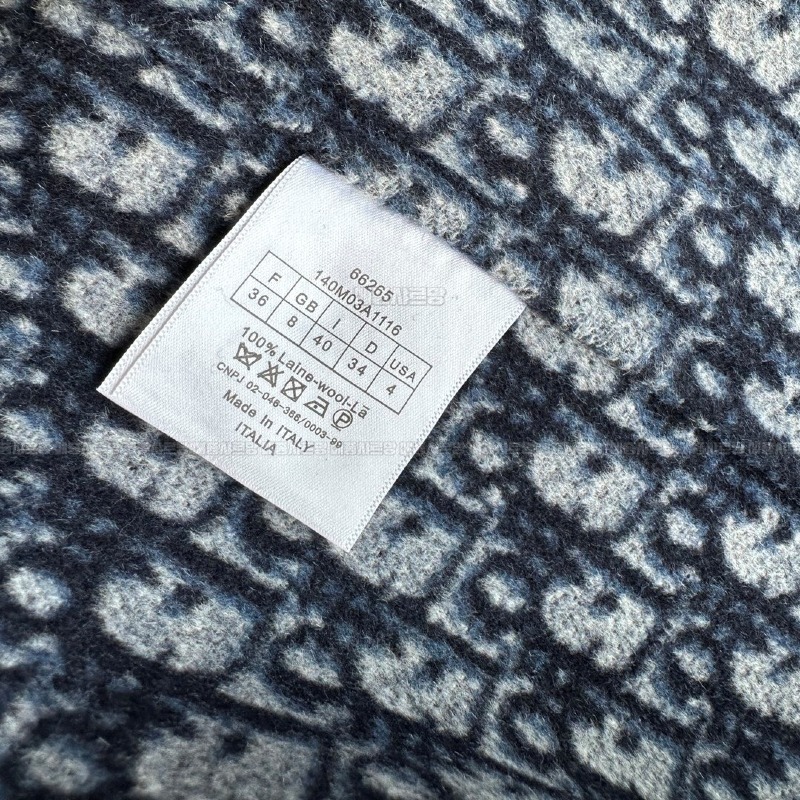 66265
140M03A1116
F GB I D USA
36 8 40 34 4
100% Laine-wool-Lã
CNPJ 02-046-366/0003-99
Made in ITALY
ITALIA